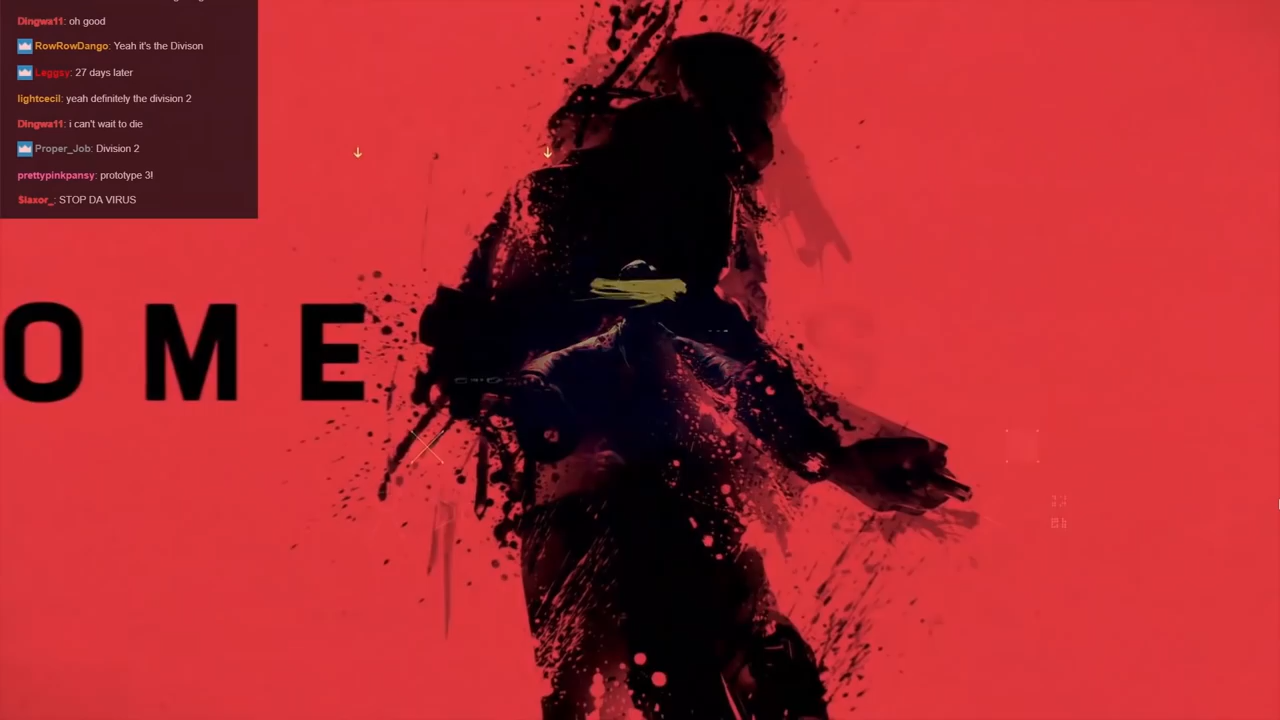 Dingwa11: oh good
RowRowDango: Yeah it's the Divison
Laggsy: 27 days later
lightcecil: yeah definitely the division 2
Dingwa11: i can't wait to die
Proper_Job: Division 2
prettypinkpansy: prototype 3!
$laxor_: STOP DA VIRUS
OME S